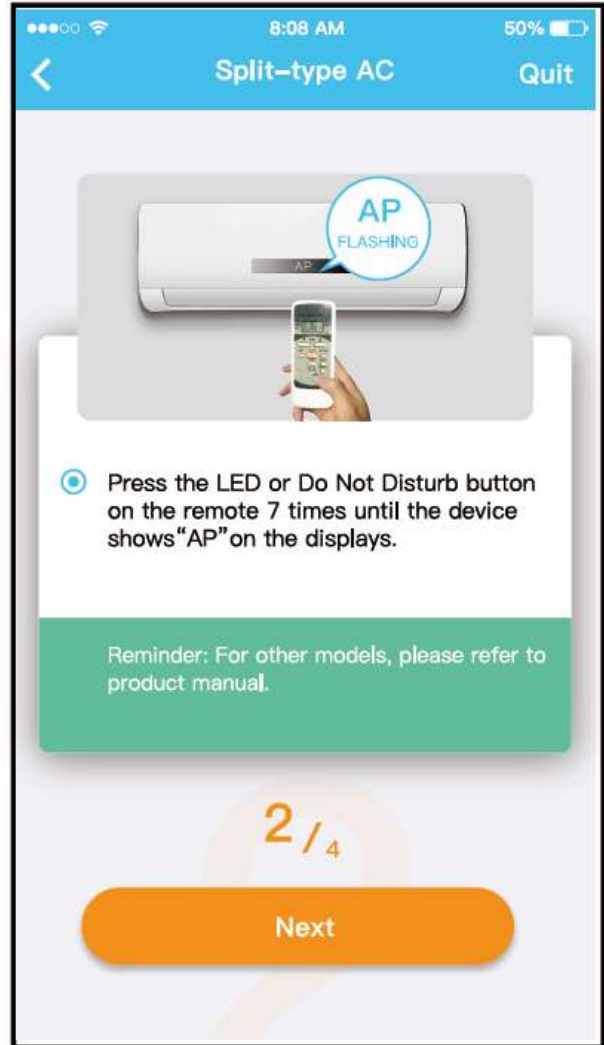 8:08 AM
50%
Split-type AC
Quit
AP
FLASHING
AP
Press the LED or Do Not Disturb button
on the remote 7 times until the device
shows“AP”on the displays.
Reminder: For other models, please refer to
product manual.
2/4
Next